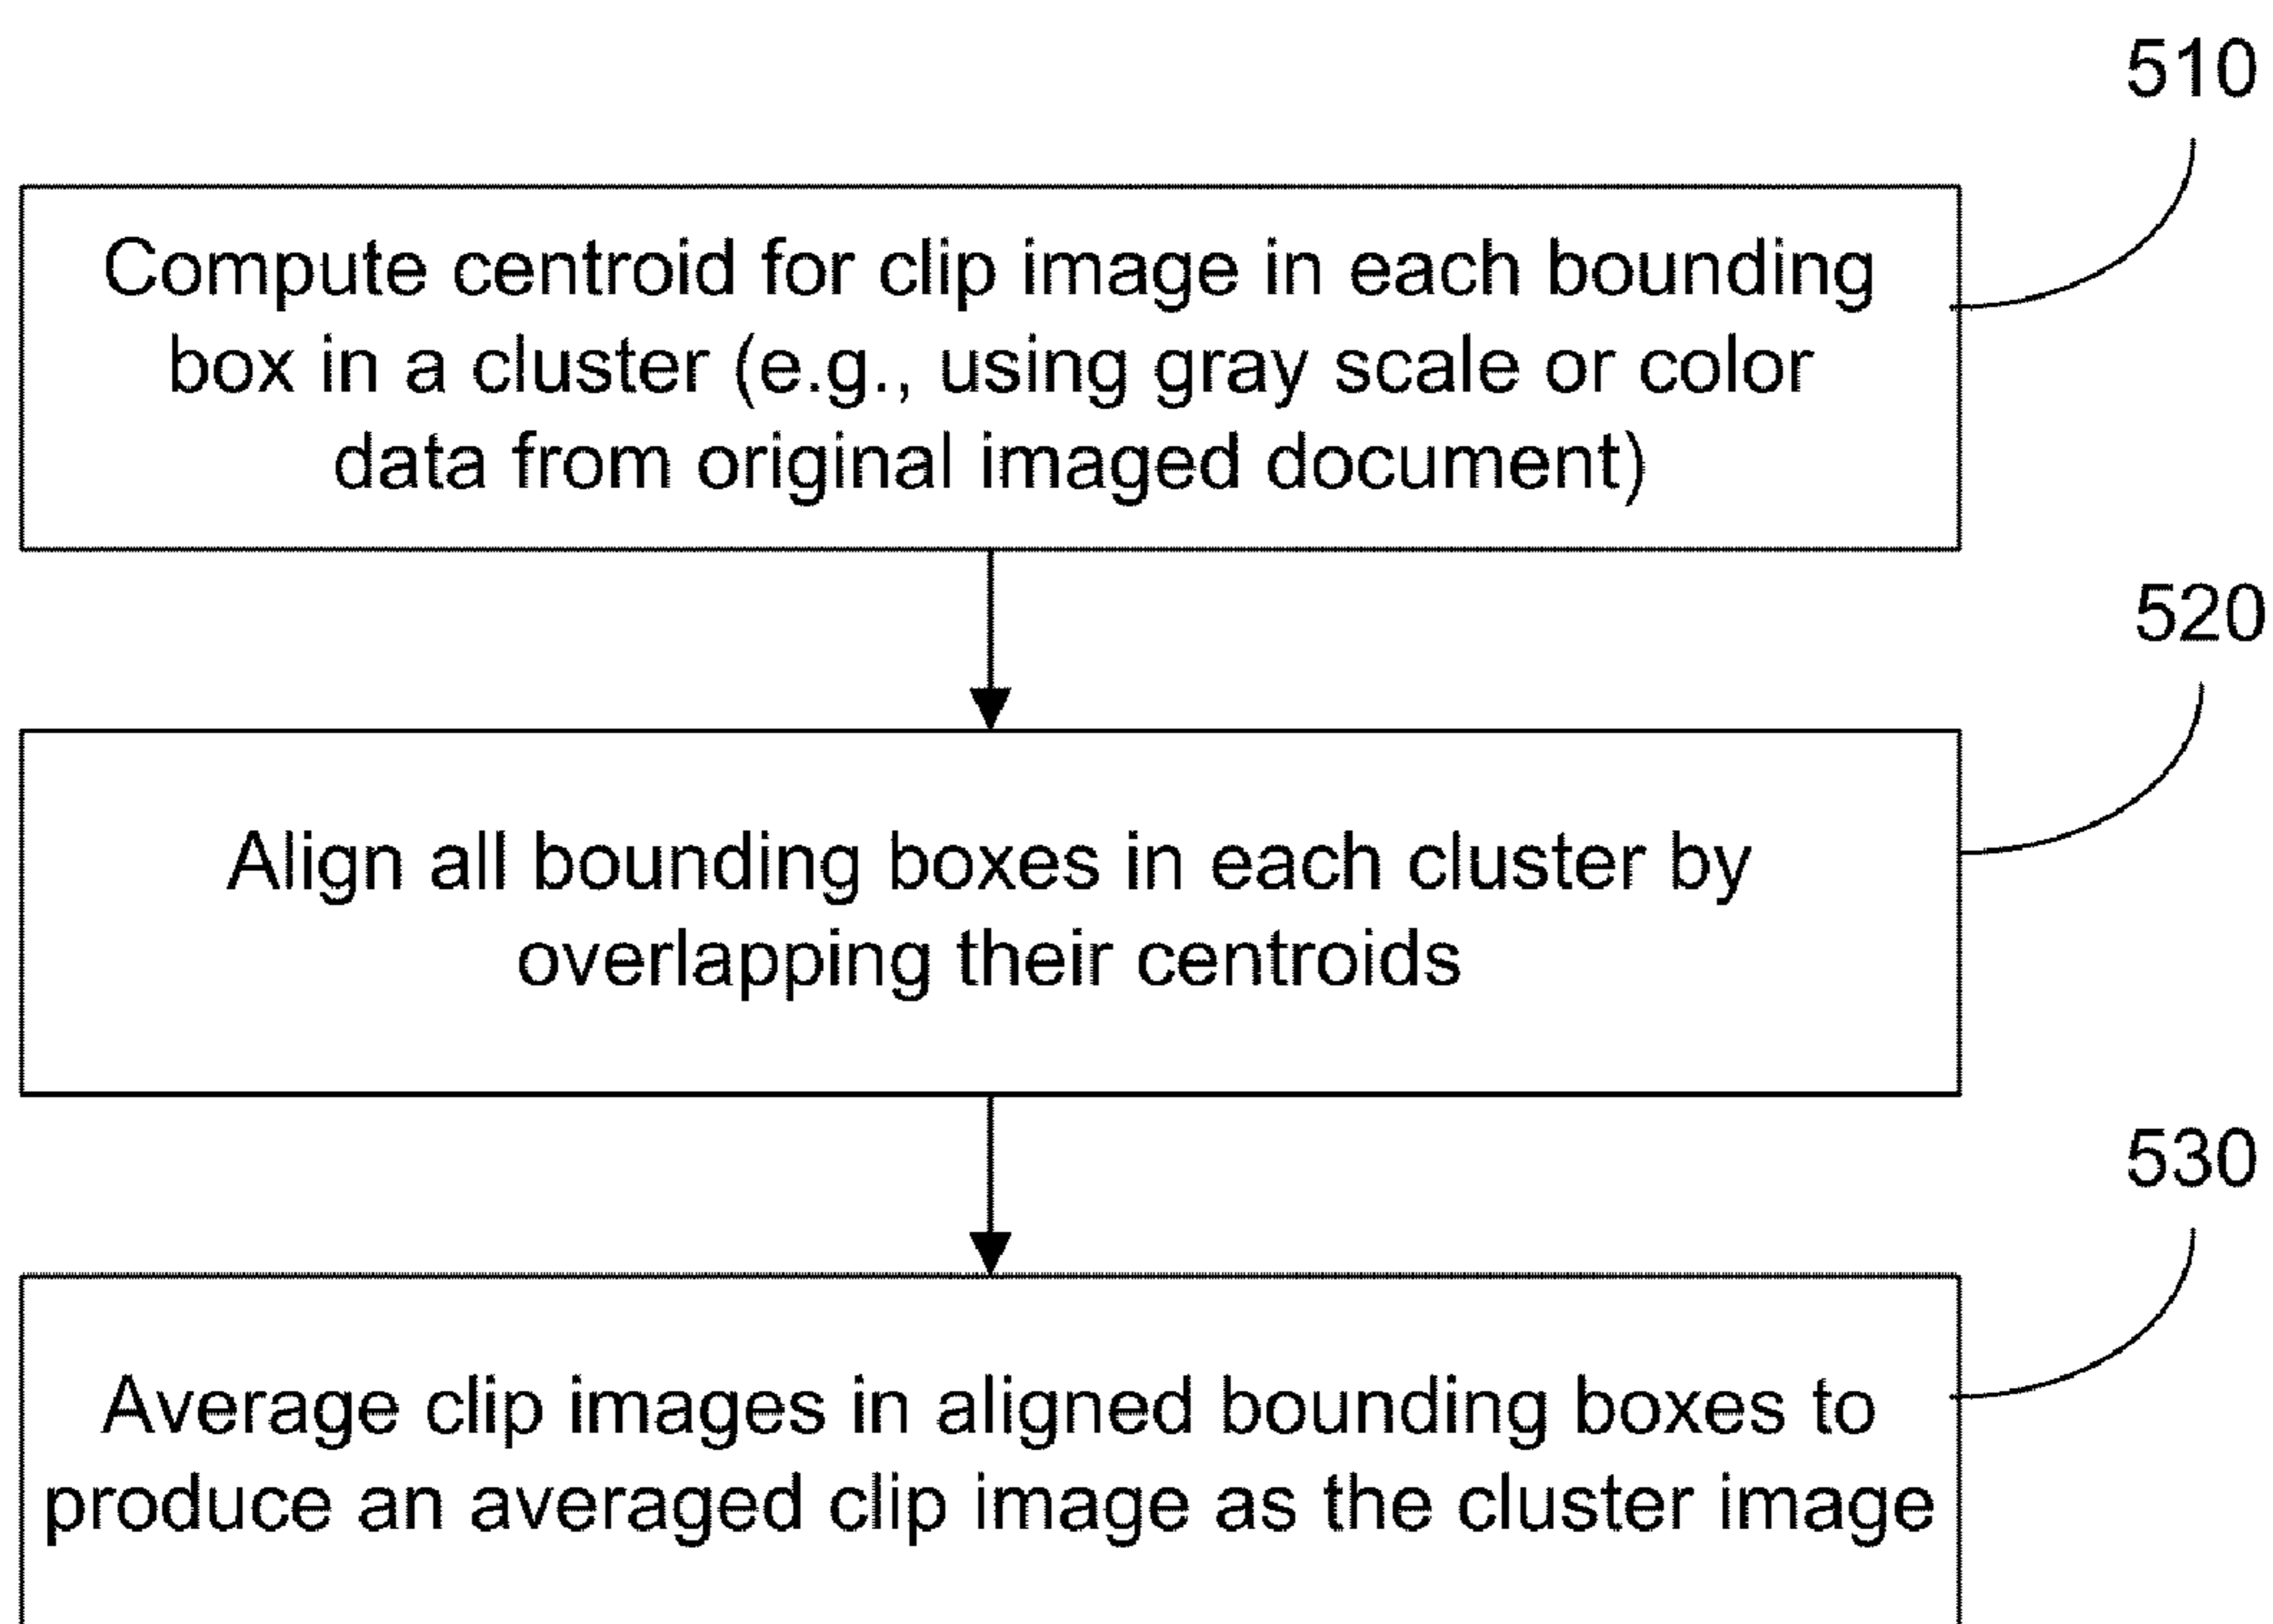 510
Compute centroid for clip image in each bounding
box in a cluster (e.g., using gray scale or color
data from original imaged document)
520
Align all bounding boxes in each cluster by
overlapping their centroids
530
Average clip images in aligned bounding boxes to
produce an averaged clip image as the cluster image